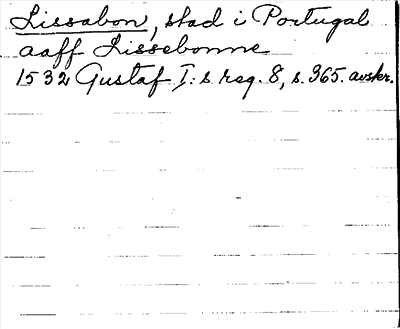 Lissabon, stad i Portugal
aaff Lissebonne
1532 Gustaf I:s reg. 8, s. 365. avskr.